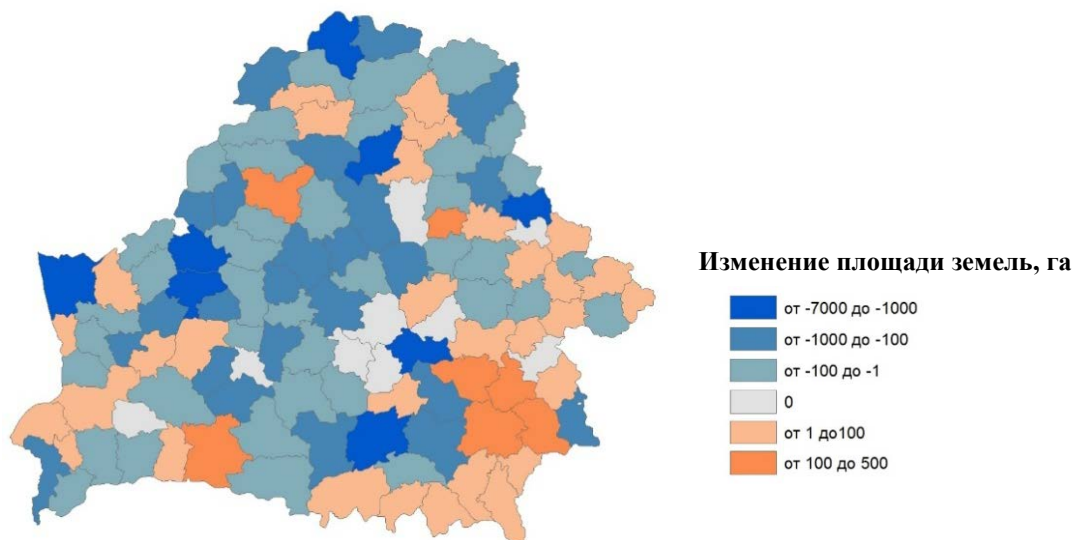 Изменение площади земель, га
от -7000 до -1000
от -1000 до -100
от -100 до -1
0
от 1 до100
от 100 до 500